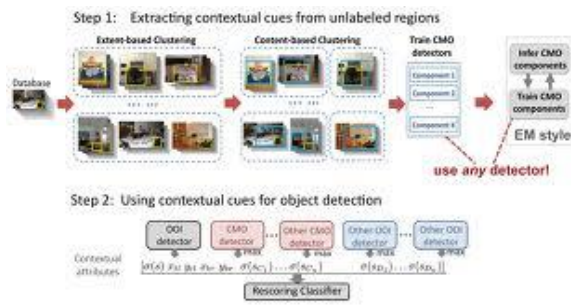 Step 1: Extracting contextual cues from unlabeled regions
Extent-based Clustering
Content-based Clustering
Train CMO
detectors
Database
Component 1
Component 2
...
Component K
Infer CMO
components
Train CMO
components
EM style
use any detector!
Step 2: Using contextual cues for object detection
OOI
detector
CMO
detector
...
Other CMO
detector
Other OOI
detector
...
Other OOI
detector
max
max
max
max
Contextual
attributes
Rescoring Classifier